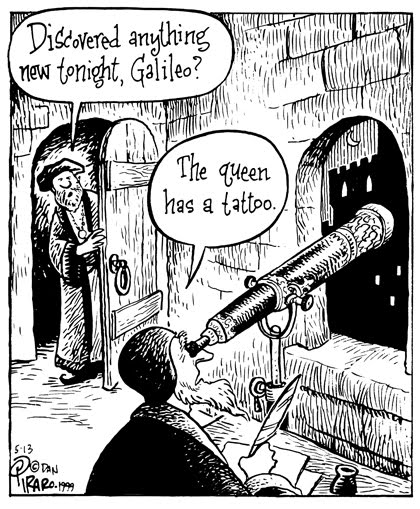 Discovered anything
new tonight, Galileo?
The queen
has a tattoo.
5-13
© DAN
PIRARO.1999